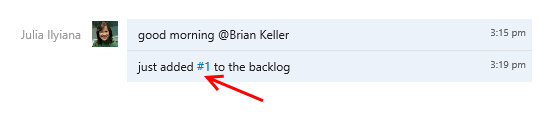 Julia Ilyiana good morning @Brian Keller 3:15 pm
just added #1 to the backlog 3:19 pm